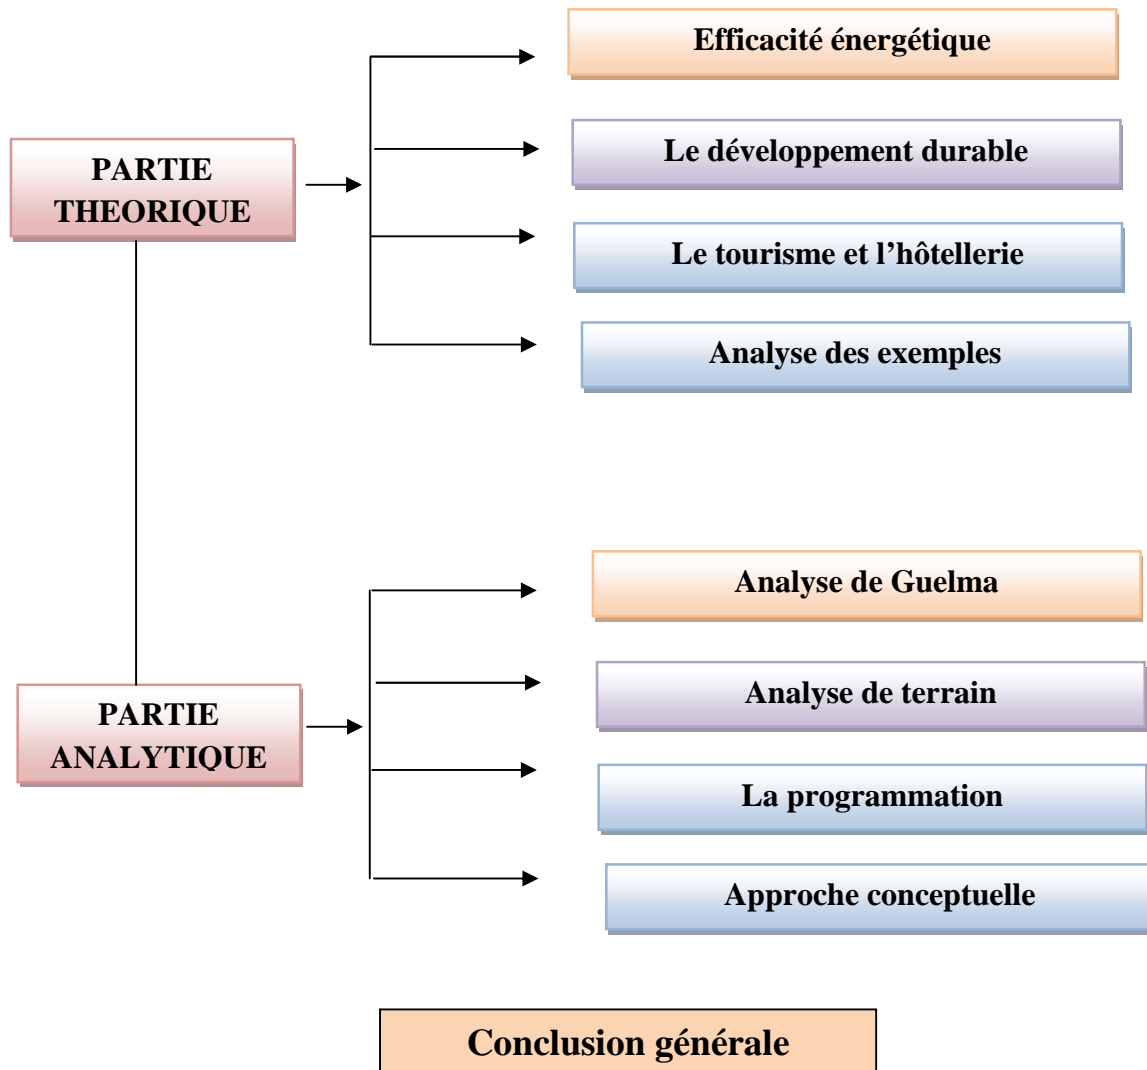 Efficacité énergétique
PARTIE
THEORIQUE
Le développement durable
Le tourisme et l’hôtellerie
Analyse des exemples
Analyse de Guelma
PARTIE
ANALYTIQUE
Analyse de terrain
La programmation
Approche conceptuelle
Conclusion générale